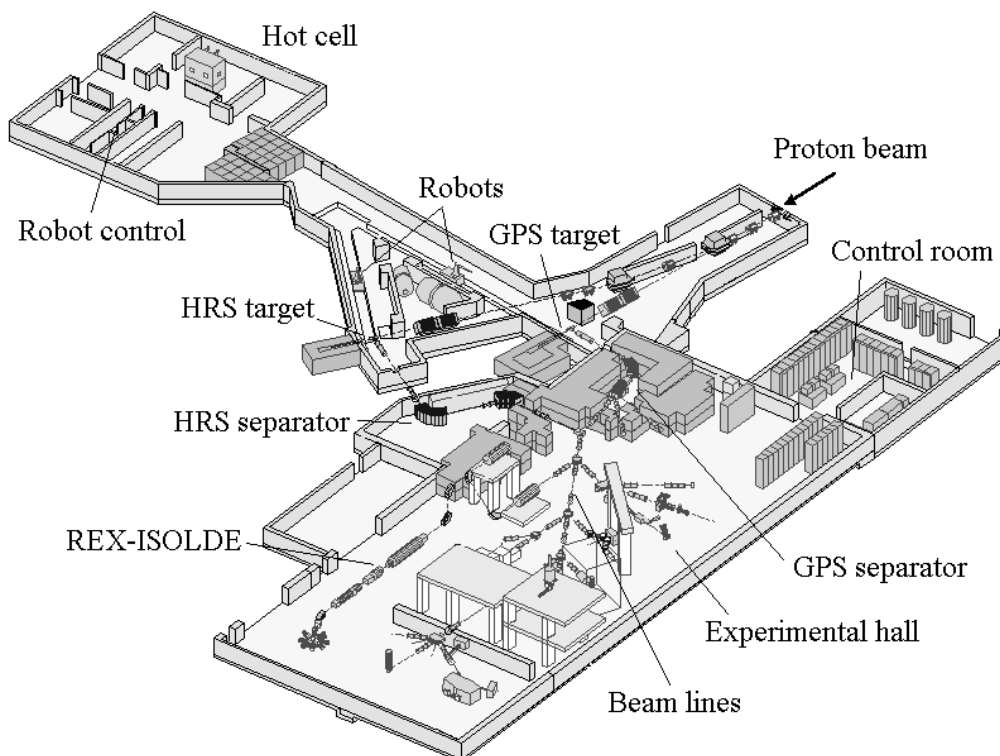 Hot cell
Proton beam
Robots
Robot control
GPS target
Control room
HRS target
HRS separator
REX-ISOLDE
GPS separator
Experimental hall
Beam lines